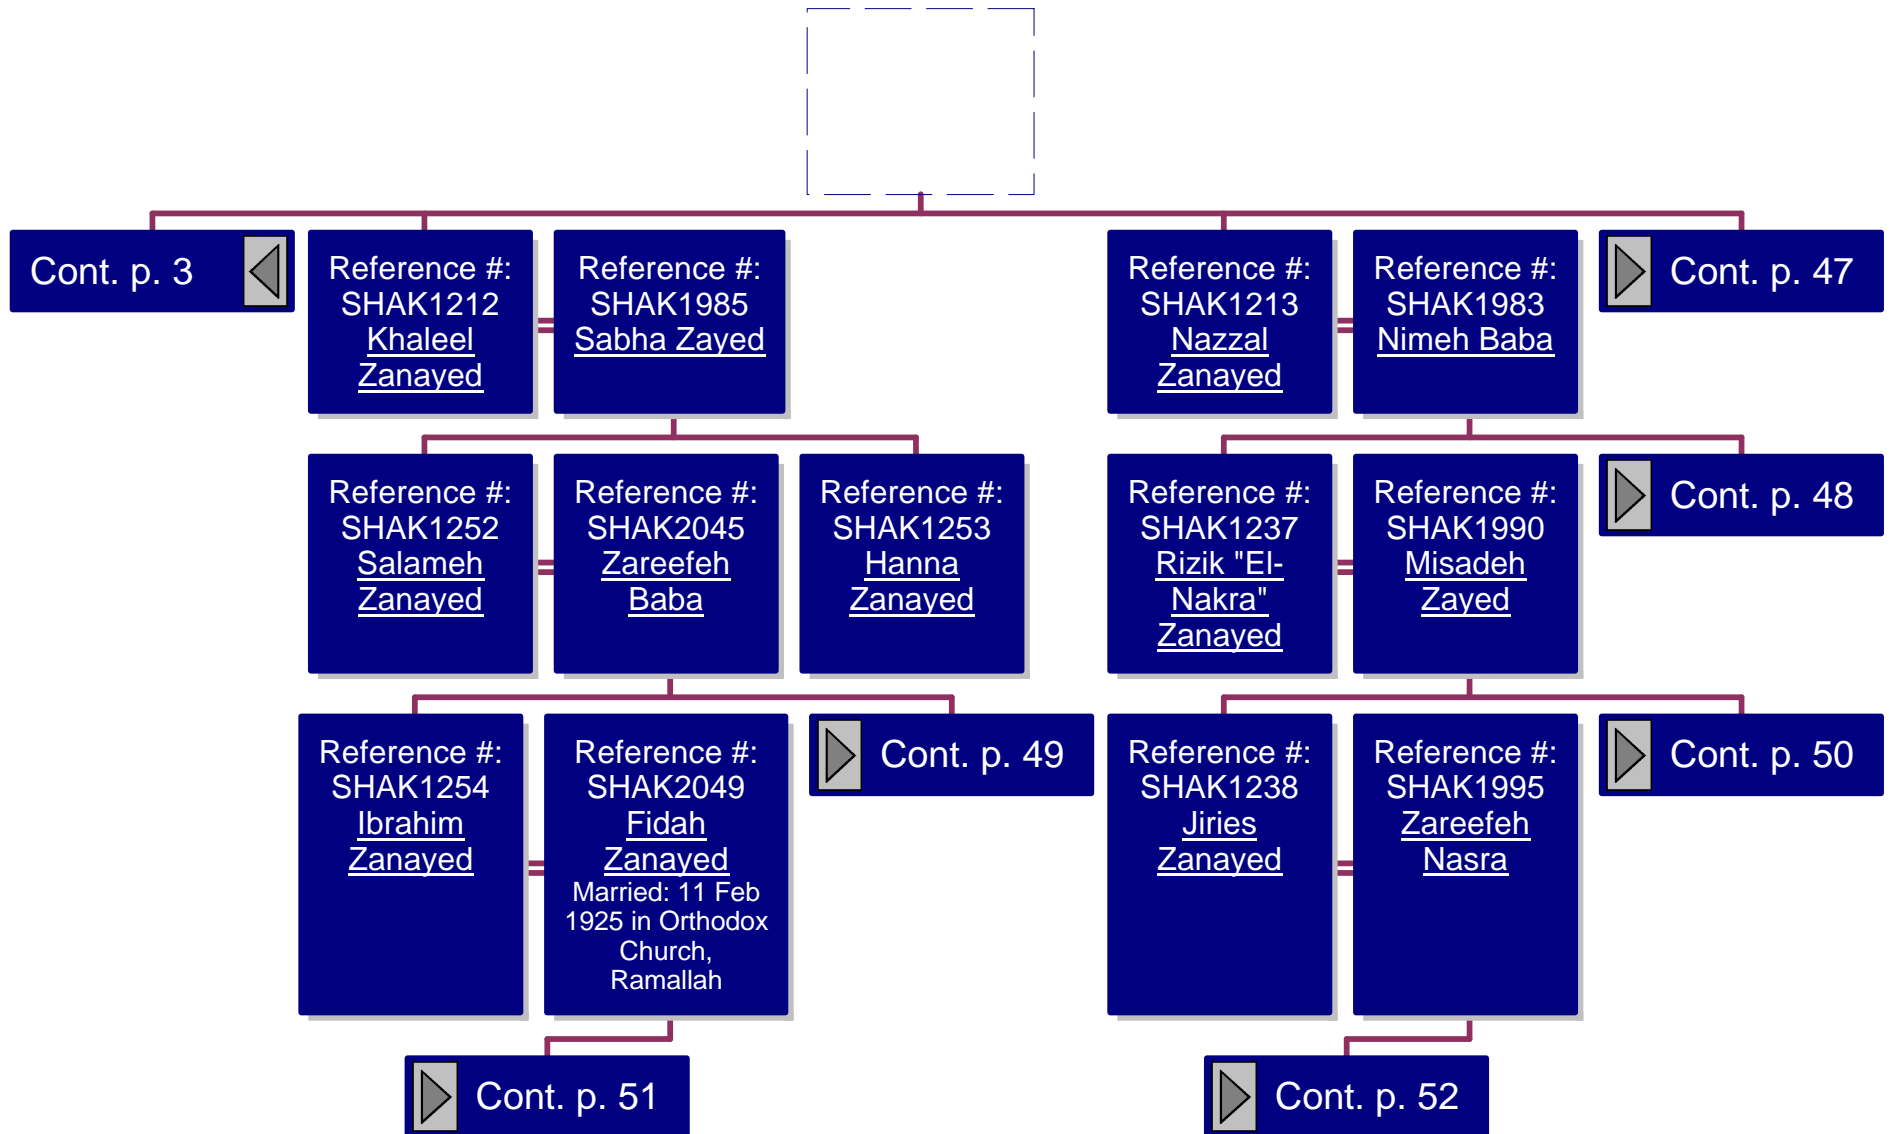 Cont. p. 3
Reference #:
SHAK1212
Khaleel
Zanayed
Reference #:
SHAK1985
Sabha Zayed
Reference #:
SHAK1213
Nazzal
Zanayed
Reference #:
SHAK1983
Nimeh Baba
Cont. p. 47
Reference #:
SHAK1252
Salameh
Zanayed
Reference #:
SHAK2045
Zareefeh
Baba
Reference #:
SHAK1253
Hanna
Zanayed
Reference #:
SHAK1237
Rizik "El-
Nakra"
Zanayed
Reference #:
SHAK1990
Misadeh
Zayed
Cont. p. 48
Reference #:
SHAK1254
Ibrahim
Zanayed
Reference #:
SHAK2049
Fidah
Zanayed
Married: 11 Feb
1925 in Orthodox
Church,
Ramallah
Cont. p. 49
Reference #:
SHAK1238
Jiries
Zanayed
Reference #:
SHAK1995
Zareefeh
Nasra
Cont. p. 50
Cont. p. 51
Cont. p. 52